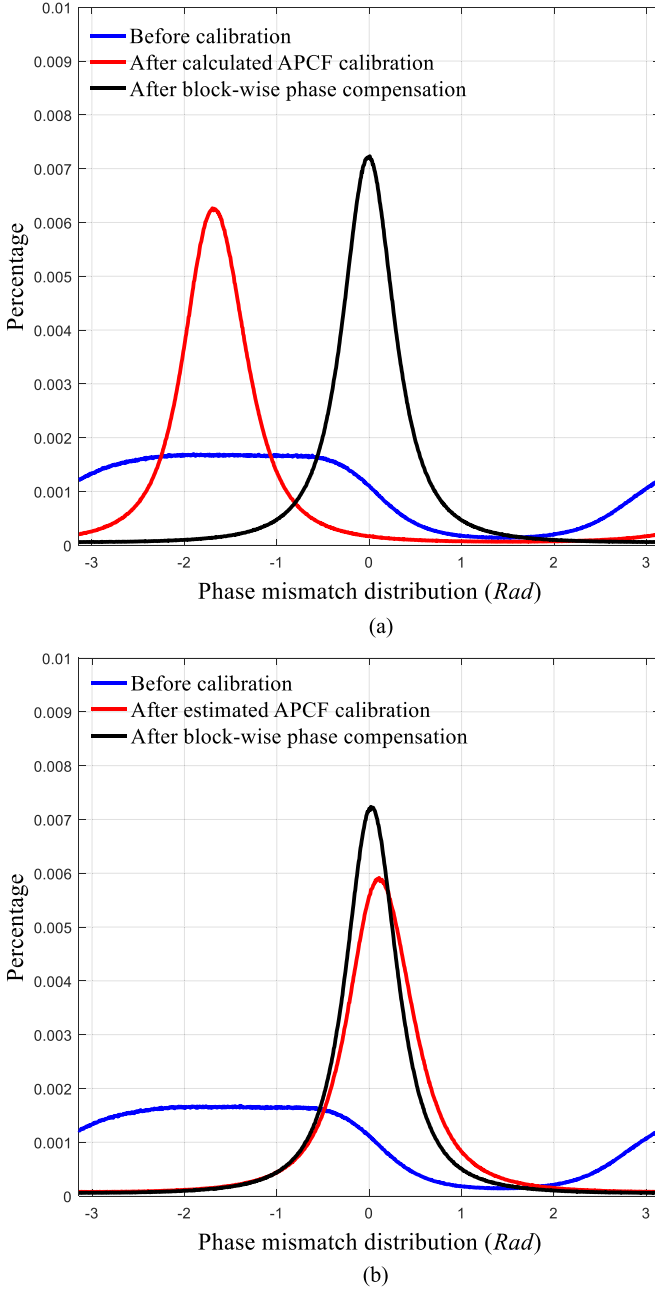 0.01
0.009
0.008
0.007
0.006
0.005
0.004
0.003
0.002
0.001
0
Percentage
Before calibration
After calculated APCF calibration
After block-wise phase compensation
-3 -2 -1 0 1 2 3
Phase mismatch distribution (Rad)
(a)
0.01
0.009
0.008
0.007
0.006
0.005
0.004
0.003
0.002
0.001
0
Percentage
Before calibration
After estimated APCF calibration
After block-wise phase compensation
-3 -2 -1 0 1 2 3
Phase mismatch distribution (Rad)
(b)